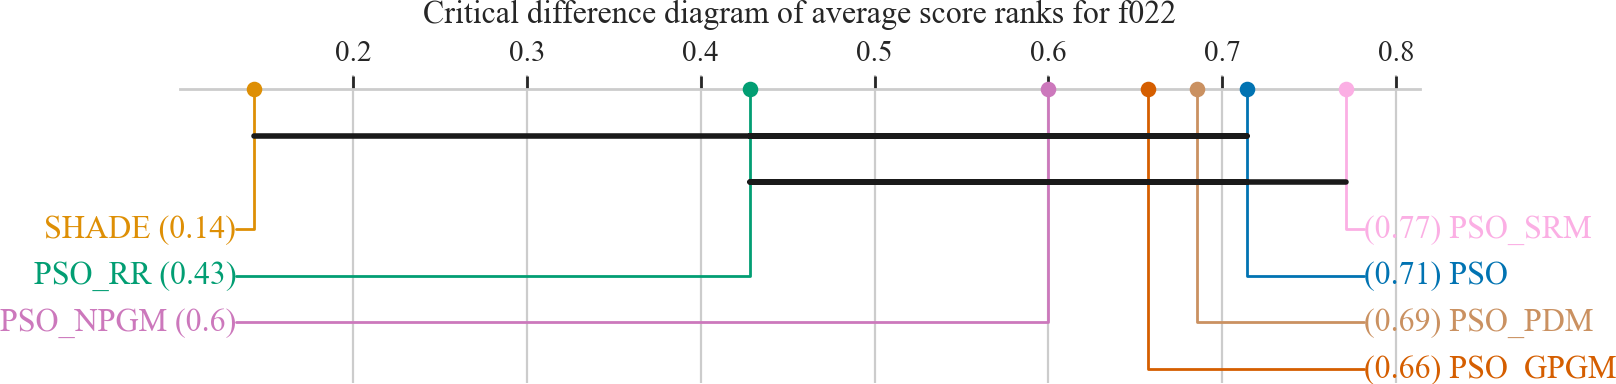 Critical difference diagram of average score ranks for f022
0.2 0.3 0.4 0.5 0.6 0.7 0.8
SHADE (0.14)
PSO_RR (0.43)
PSO_NPGM (0.6)
(0.77) PSO_SRM
(0.71) PSO
(0.69) PSO_PDM
(0.66) PSO_GPGM